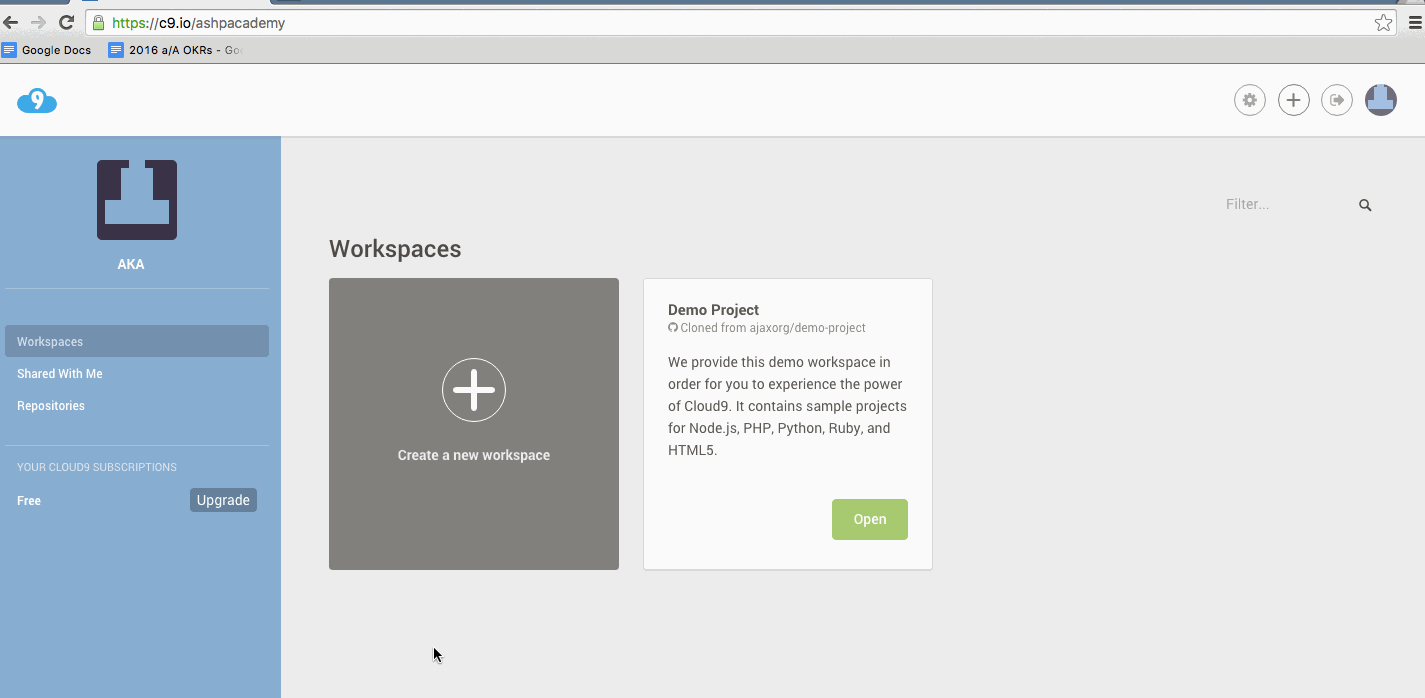 https://c9.io/ashpacademy
Google Docs
2016 a/A OKRs - Goo
9
Filter...
AKA
Workspaces
Shared With Me
Repositories
YOUR CLOUD9 SUBSCRIPTIONS
Free
Upgrade
Workspaces
Create a new workspace
Demo Project
Cloned from ajaxorg/demo-project
We provide this demo workspace in
order for you to experience the power
of Cloud9. It contains sample projects
for Node.js, PHP, Python, Ruby, and
HTML5.
Open